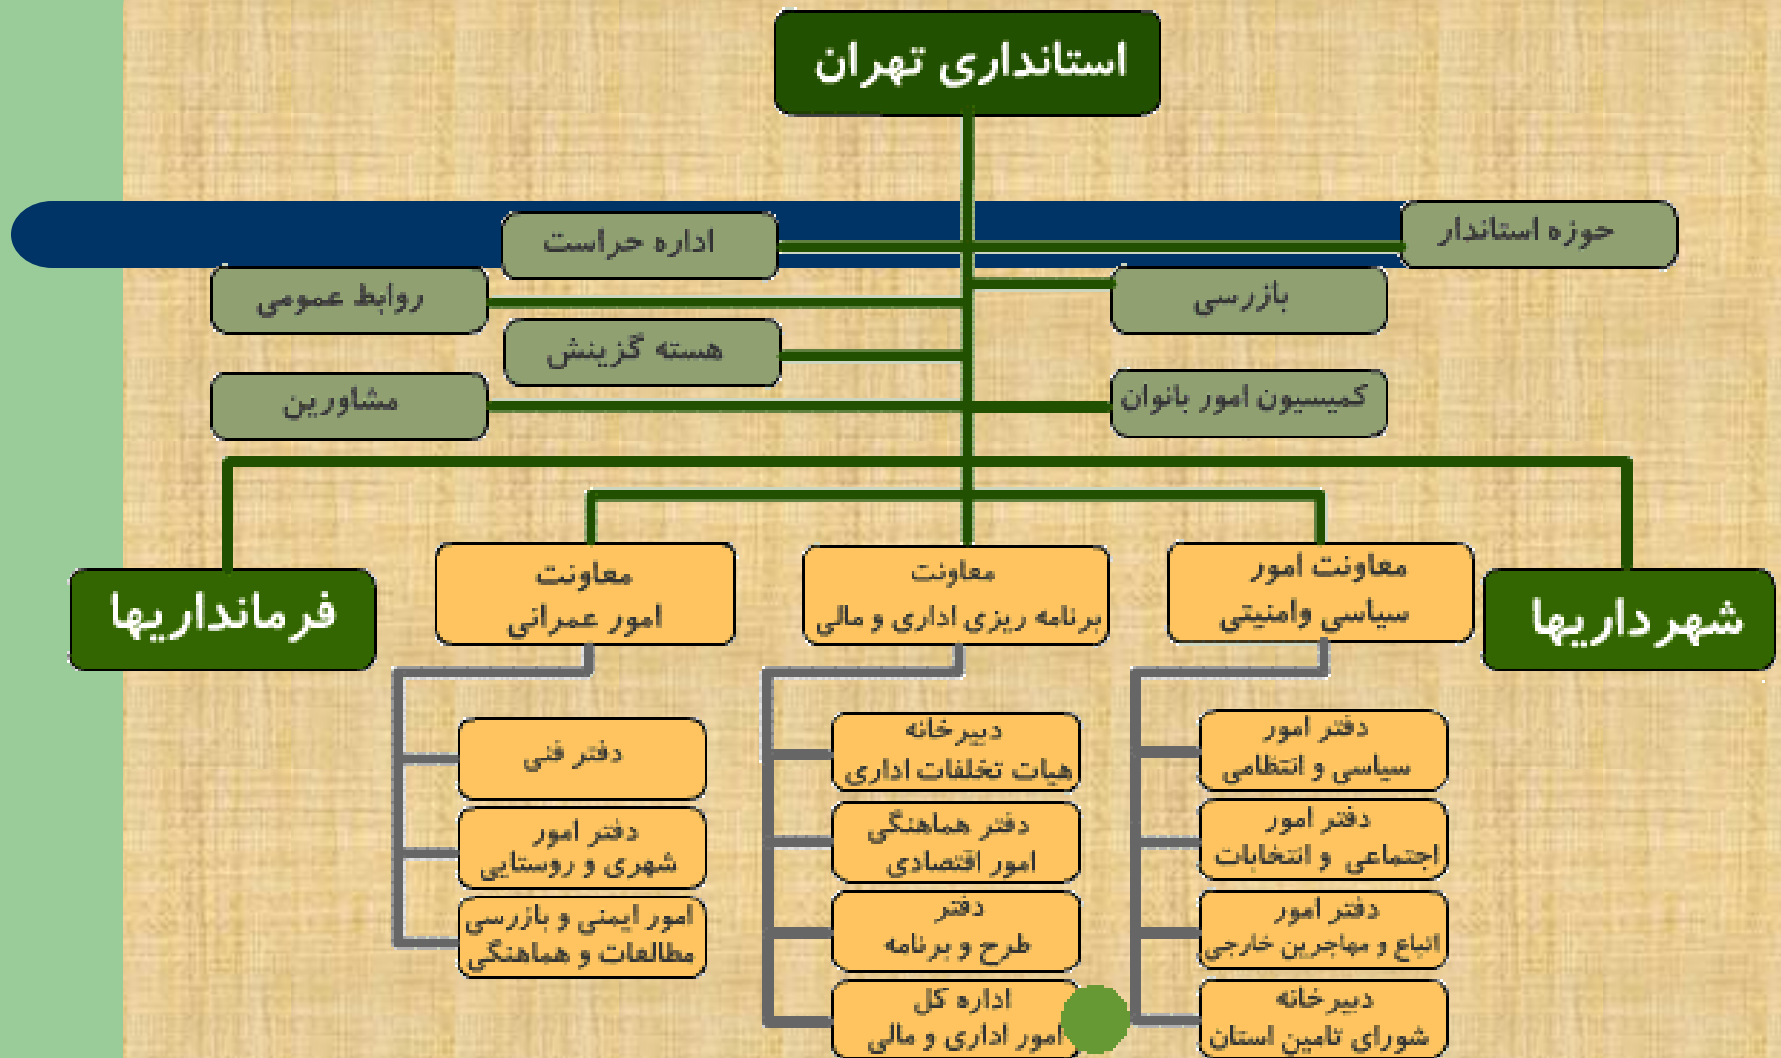 استانداری تهران
حوزه استاندار
اداره حراست
بازرسی
روابط عمومی
هسته گزینش
کمیسیون امور بانوان
مشاورین
شهرداریها
معاونت امور
سیاسی وامنیتی
معاونت
برنامه ریزی اداری و مالی
معاونت
امور عمرانی
فرمانداریها
دفتر امور
سیاسی و انتظامی
دفتر امور
اجتماعی و انتخابات
دفتر امور
اتباع و مهاجرین خارجی
دبیرخانه
شورای تامین استان
دبیرخانه
هیات تخلفات اداری
دفتر هماهنگی
امور اقتصادی
دفتر
طرح و برنامه
اداره کل
امور اداری و مالی
دفتر فنی
دفتر امور
شهری و روستایی
امور ایمنی و بازرسی
مطالعات و هماهنگی